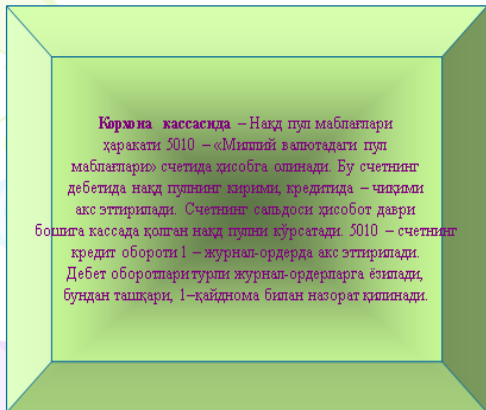 Корхона кассасида – Нақд пул маблағлари
ҳаракати 5010 – «Миллий валютадаги пул
маблағлари» счетида ҳисобга олинади. Бу счетнинг
дебетида нақд пулнинг кирими, кредитида – чиқими
акс эттирилади. Счетнинг сальдоси ҳисобот даври
бошига кассада қолган нақд пулни кўрсатади. 5010 – счетнинг
кредит обороти 1 – журнал-ордерда акс эттирилади.
Дебет оборотлари турли журнал-ордерларга ёзилади,
бундан ташқари, 1–қайднома билан назорат қилинади.